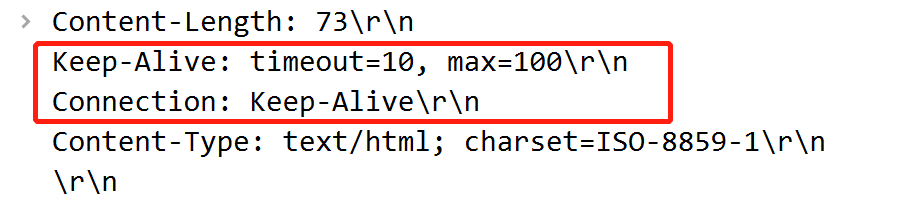 Content-Length: 73\r\n
Keep-Alive: timeout=10, max=100\r\n
Connection: Keep-Alive\r\n
Content-Type: text/html; charset=ISO-8859-1\r\n
\r\n